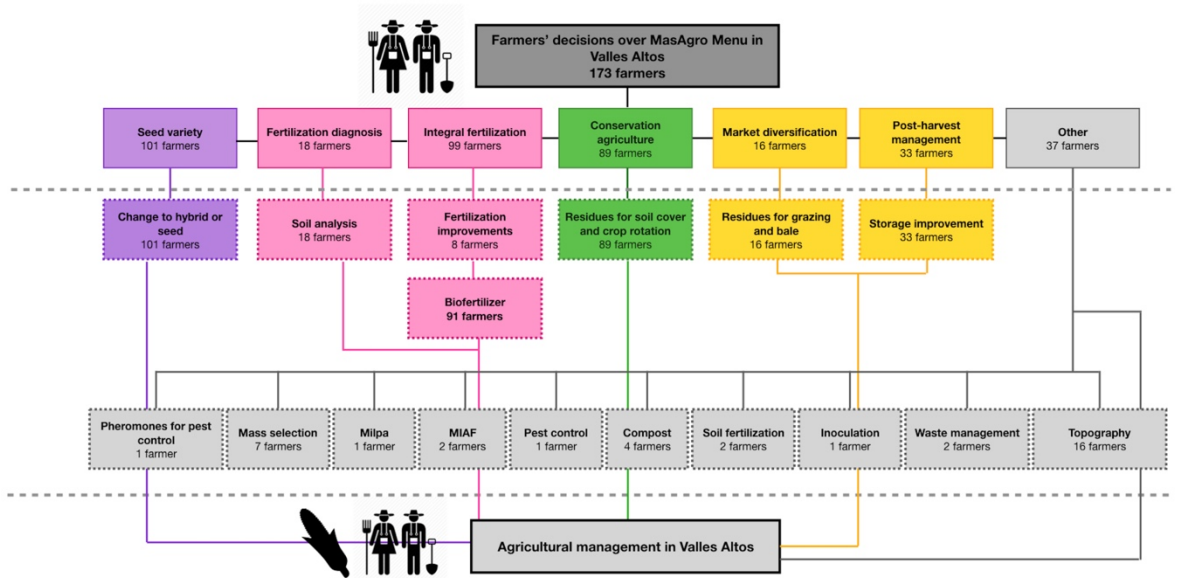 Farmers' decisions over MasAgro Menu in
Valles Altos
173 farmers
Seed variety
101 farmers
Fertilization diagnosis
18 farmers
Integral fertilization
99 farmers
Conservation
agriculture
89 farmers
Market diversification
16 farmers
Post-harvest
management
33 farmers
Other
37 farmers
Change to hybrid or
seed
101 farmers
Soil analysis
18 farmers
Fertilization
improvements
8 farmers
Residues for soil cover
and crop rotation
89 farmers
Residues for grazing
and bale
16 farmers
Storage improvement
33 farmers
Biofertilizer
91 farmers
Pheromones for pest
control
1 farmer
Mass selection
7 farmers
Milpa
1 farmer
MIAF
2 farmers
Pest control
1 farmer
Compost
4 farmers
Soil fertilization
2 farmers
Inoculation
1 farmer
Waste management
2 farmers
Topography
16 farmers
Agricultural management in Valles Altos